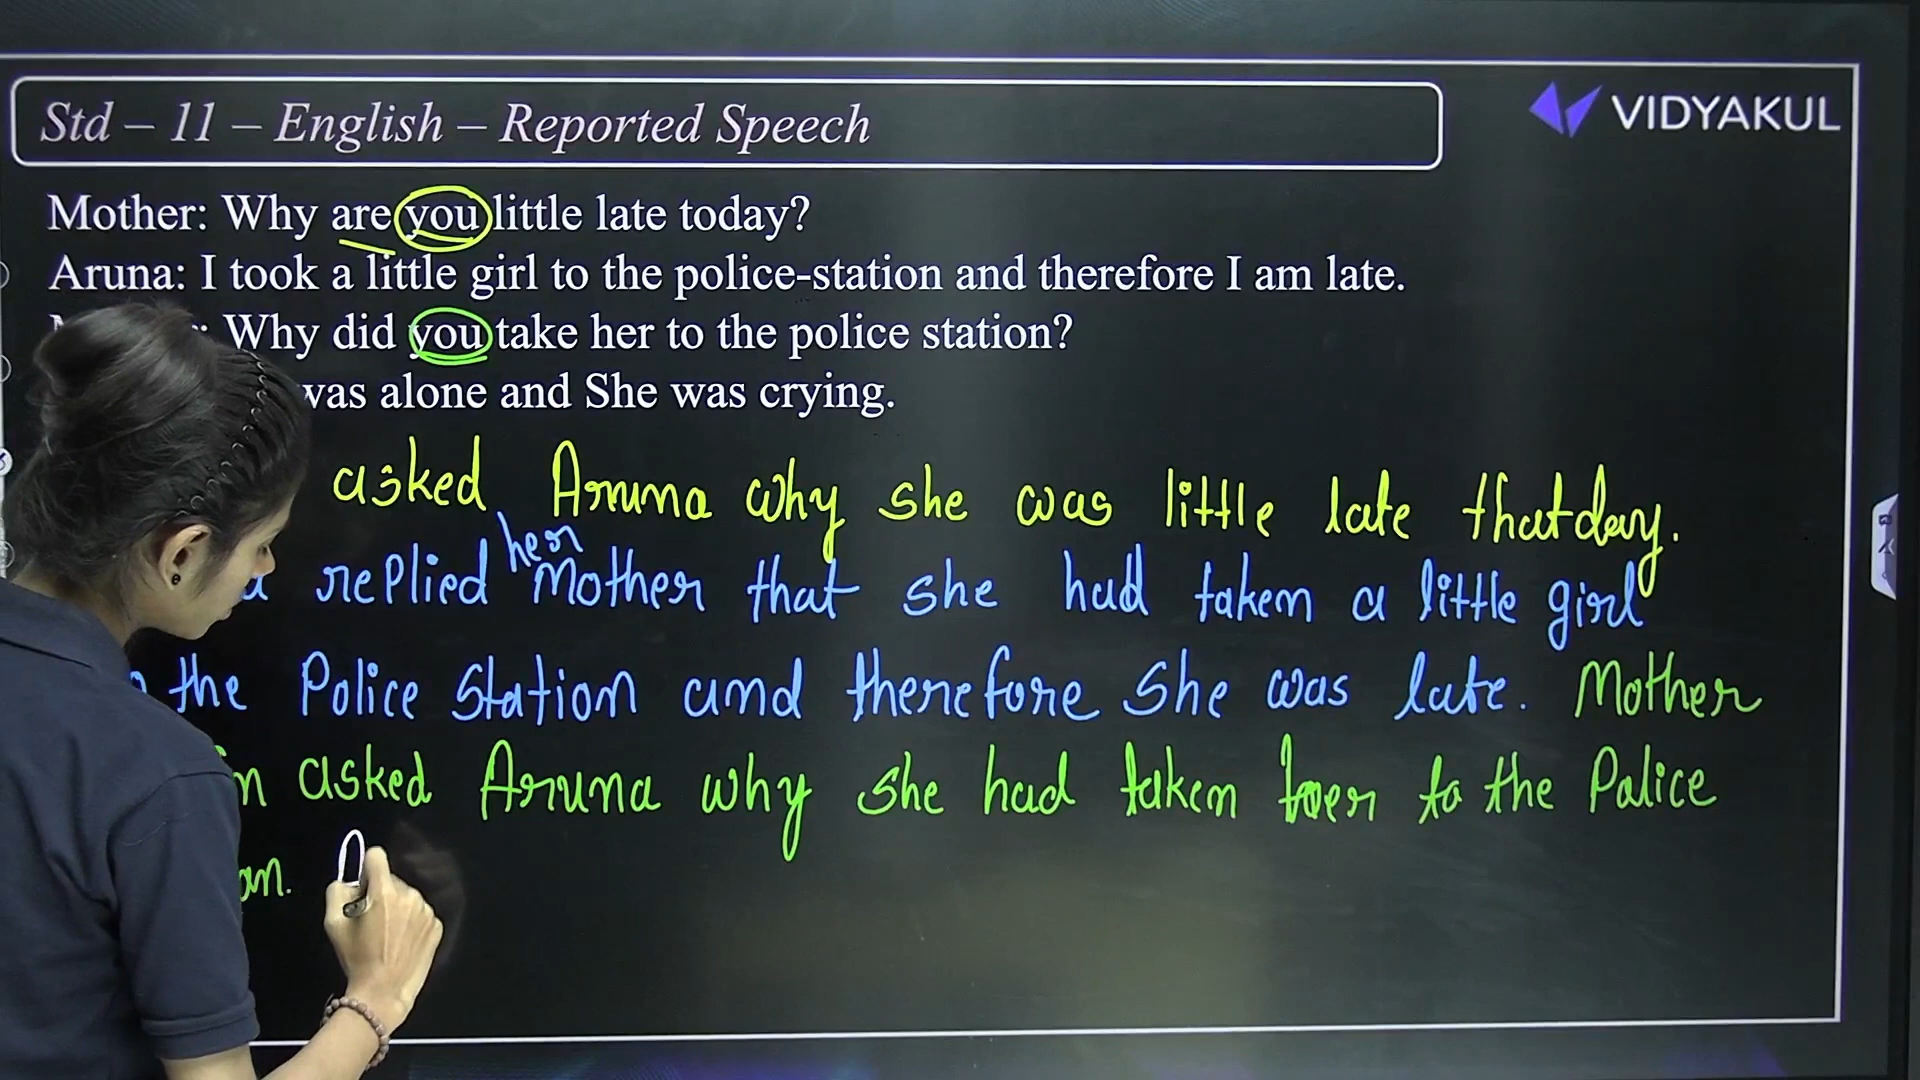 Std – 11 – English – Reported Speech
VIDYAKUL
Mother: Why are you little late today?
Aruna: I took a little girl to the police-station and therefore I am late.
Why did you take her to the police station?
was alone and She was crying.
asked Aruna why she was little late that day.
her
replied Mother that she had taken a little girl
the Police Station and therefore She was late. Mother
asked Aruna why she had taken her to the Police